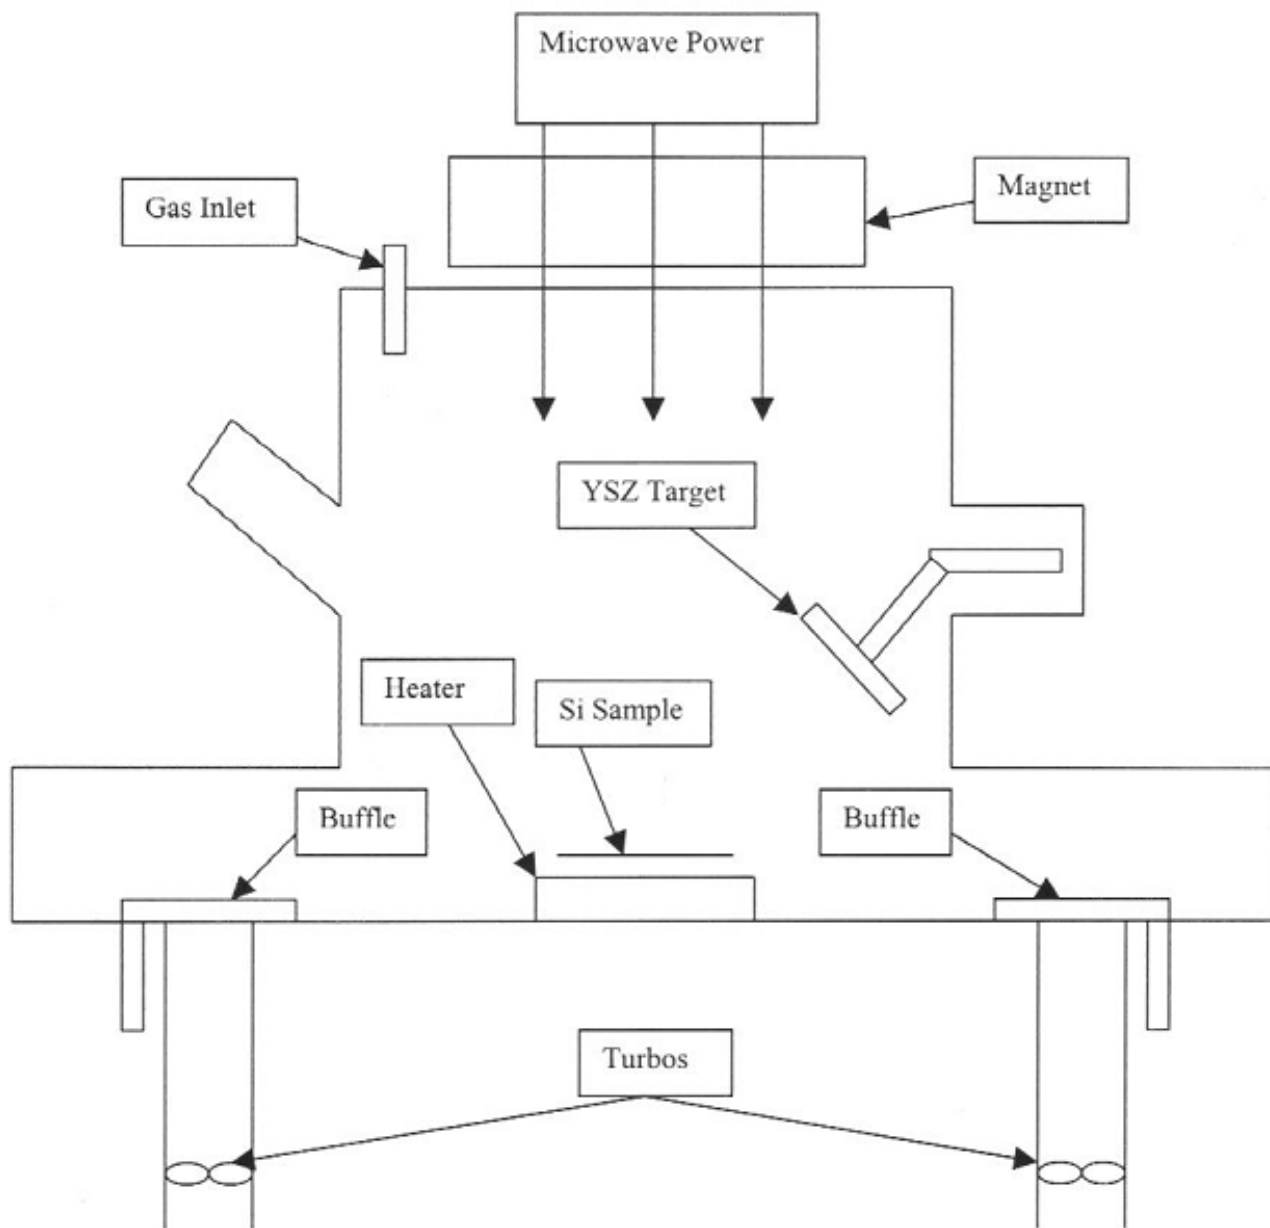 Microwave Power
Gas Inlet
Magnet
YSZ Target
Heater
Si Sample
Buffle
Buffle
Turbos